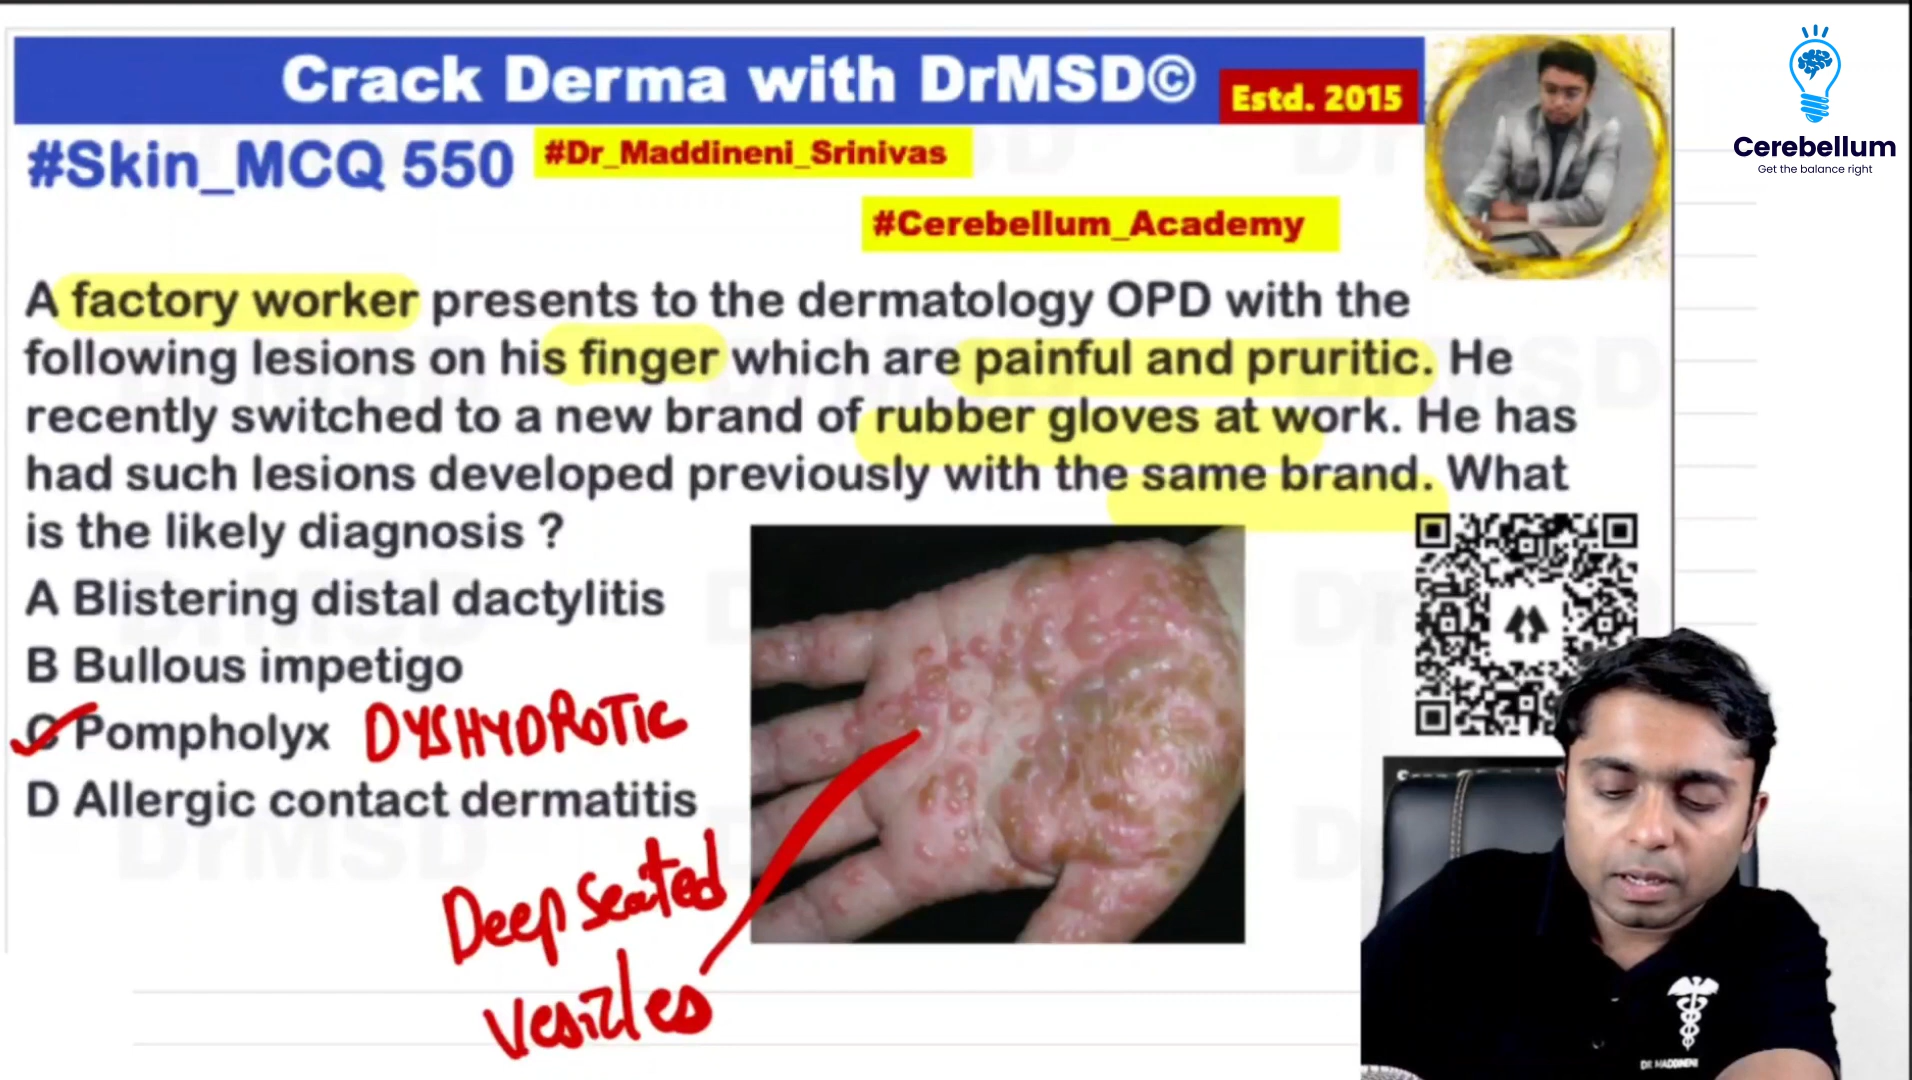 Crack Derma with DrMSD©
Estd. 2015
#Skin_MCQ 550
#Dr_Maddineni_Srinivas
#Cerebellum_Academy
Cerebellum
Get the balance right
A factory worker presents to the dermatology OPD with the
following lesions on his finger which are painful and pruritic. He
recently switched to a new brand of rubber gloves at work. He has
had such lesions developed previously with the same brand. What
is the likely diagnosis ?
A Blistering distal dactylitis
B Bullous impetigo
C Pompholyx DYSHYDROTIC
D Allergic contact dermatitis
Deep Seated
Vesicles
DrMSD
DR MADDINENI